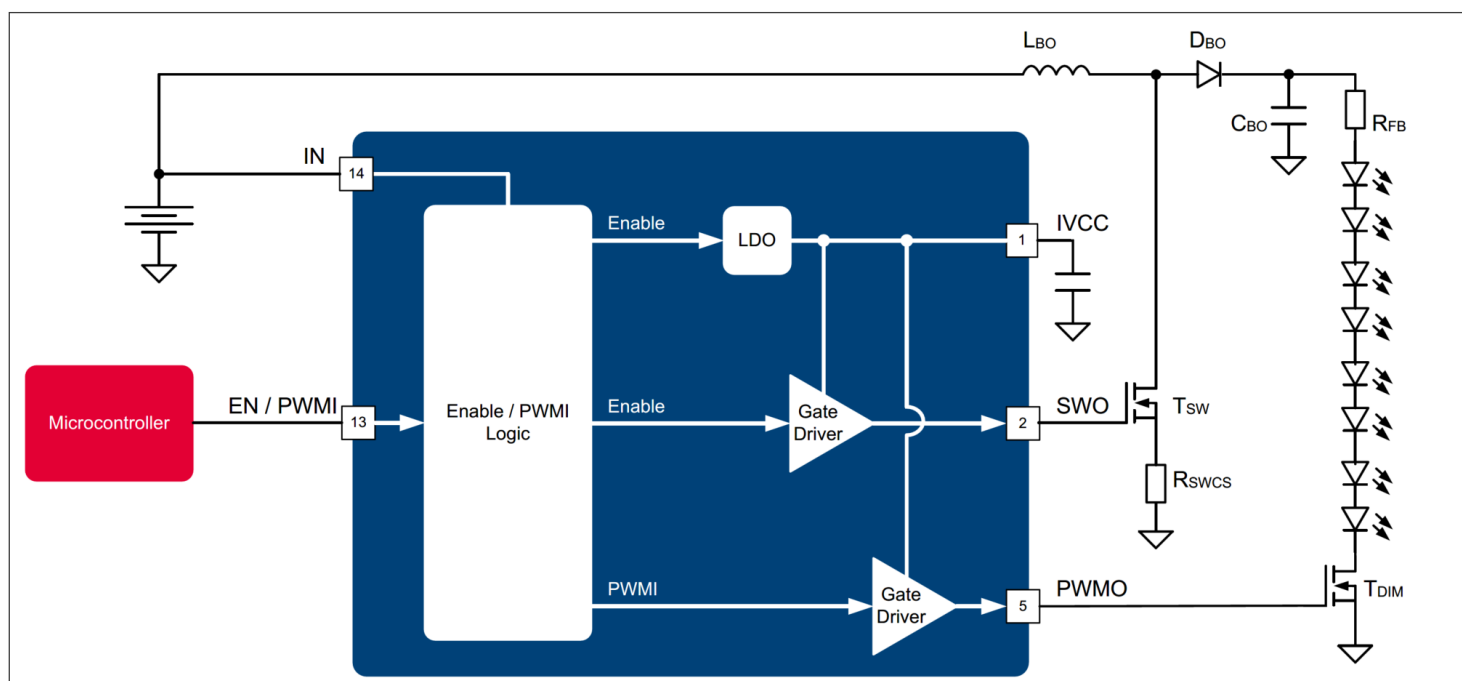 LBO
DBO
CBO
RFB
IN
14
Enable
LDO
1
IVCC
Microcontroller
EN / PWMI
13
Enable / PWMI
Logic
Enable
Gate
Driver
2
SWO
TSW
RSWCS
PWMI
Gate
Driver
5
PWMO
TDIM